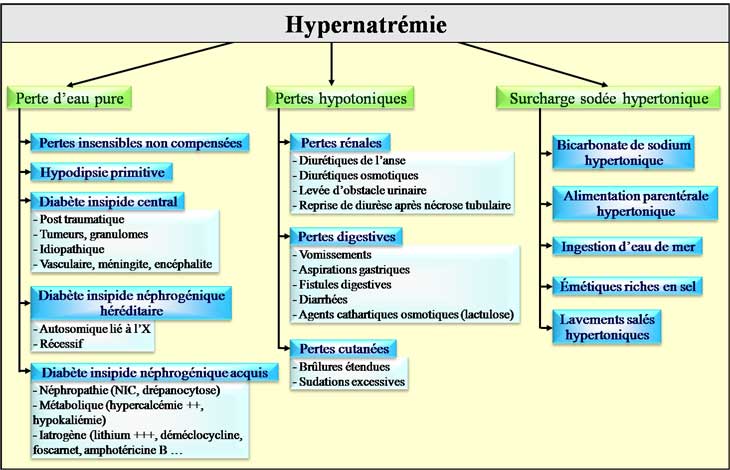 Hypernatrémie
Perte d'eau pure
Pertes insensibles non compensées
Hypodipsie primitive
Diabète insipide central
- Post traumatique
- Tumeurs, granulomes
- Idiopathique
- Vasculaire, méningite, encéphalite
Diabète insipide néphrogénique
héréditaire
- Autosomique lié à l'X
- Récessif
Diabète insipide néphrogénique acquis
- Néphropathie (NIC, drépanocytose)
- Métabolique (hypercalcémie ++,
hypokaliémie)
- Iatrogène (lithium +++, déméclocycline,
foscarnet, amphotéricine B ...
Pertes hypotoniques
Pertes rénales
- Diurétiques de l'anse
- Diurétiques osmotiques
- Levée d'obstacle urinaire
- Reprise de diurèse après nécrose tubulaire
Pertes digestives
- Vomissements
- Aspirations gastriques
- Fistules digestives
- Diarrhées
- Agents cathartiques osmotiques (lactulose)
Pertes cutanées
- Brûlures étendues
- Sudations excessives
Surcharge sodée hypertonique
Bicarbonate de sodium
hypertonique
Alimentation parentérale
hypertonique
Ingestion d'eau de mer
Émétiques riches en sel
Lavements salés
hypertoniques